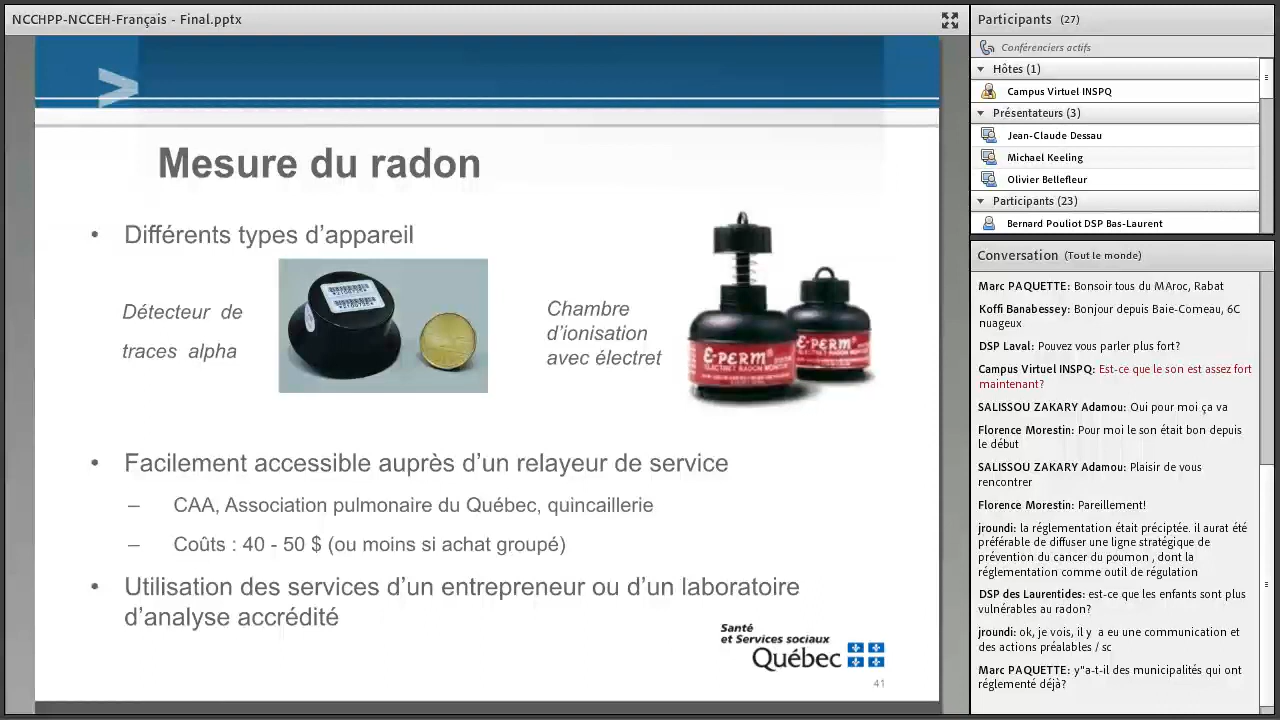 NCCHPP-NCCEH-Français - Final.pptx
>
Mesure du radon
• Différents types d’appareil
Détecteur de
traces alpha
Chambre
d’ionisation
avec électret
E-PERM®
ELECTRET RADON MONITOR
E-PERM®
• Facilement accessible auprès d’un relayeur de service
– CAA, Association pulmonaire du Québec, quincaillerie
– Coûts : 40 - 50 $ (ou moins si achat groupé)
• Utilisation des services d’un entrepreneur ou d’un laboratoire
d’analyse accrédité
Santé
et Services sociaux
Québec
41
Participants (27)
Conférenciers actifs
Hôtes (1)
Campus Virtuel INSPQ
Présentateurs (3)
Jean-Claude Dessau
Michael Keeling
Olivier Bellefleur
Participants (23)
Bernard Pouliot DSP Bas-Laurent
Conversation (Tout le monde)
Marc PAQUETTE: Bonsoir tous du MAroc, Rabat
Koffi Banabessey: Bonjour depuis Baie-Comeau, 6C
nuageux
DSP Laval: Pouvez vous parler plus fort?
Campus Virtuel INSPQ: Est-ce que le son est assez fort
maintenant?
SALISSOU ZAKARY Adamou: Oui pour moi ça va
Florence Morestin: Pour moi le son était bon depuis
le début
SALISSOU ZAKARY Adamou: Plaisir de vous
rencontrer
Florence Morestin: Pareillement!
jroundi: la réglementation était préciptée. il aurat été
préférable de diffuser une ligne stratégique de
prévention du cancer du poumon , dont la
réglementation comme outil de régulation
DSP des Laurentides: est-ce que les enfants sont plus
vulnérables au radon?
jroundi: ok, je vois, il y a eu une communication et
des actions préalables / sc
Marc PAQUETTE: y"a-t-il des municipalités qui ont
réglementé déjà?